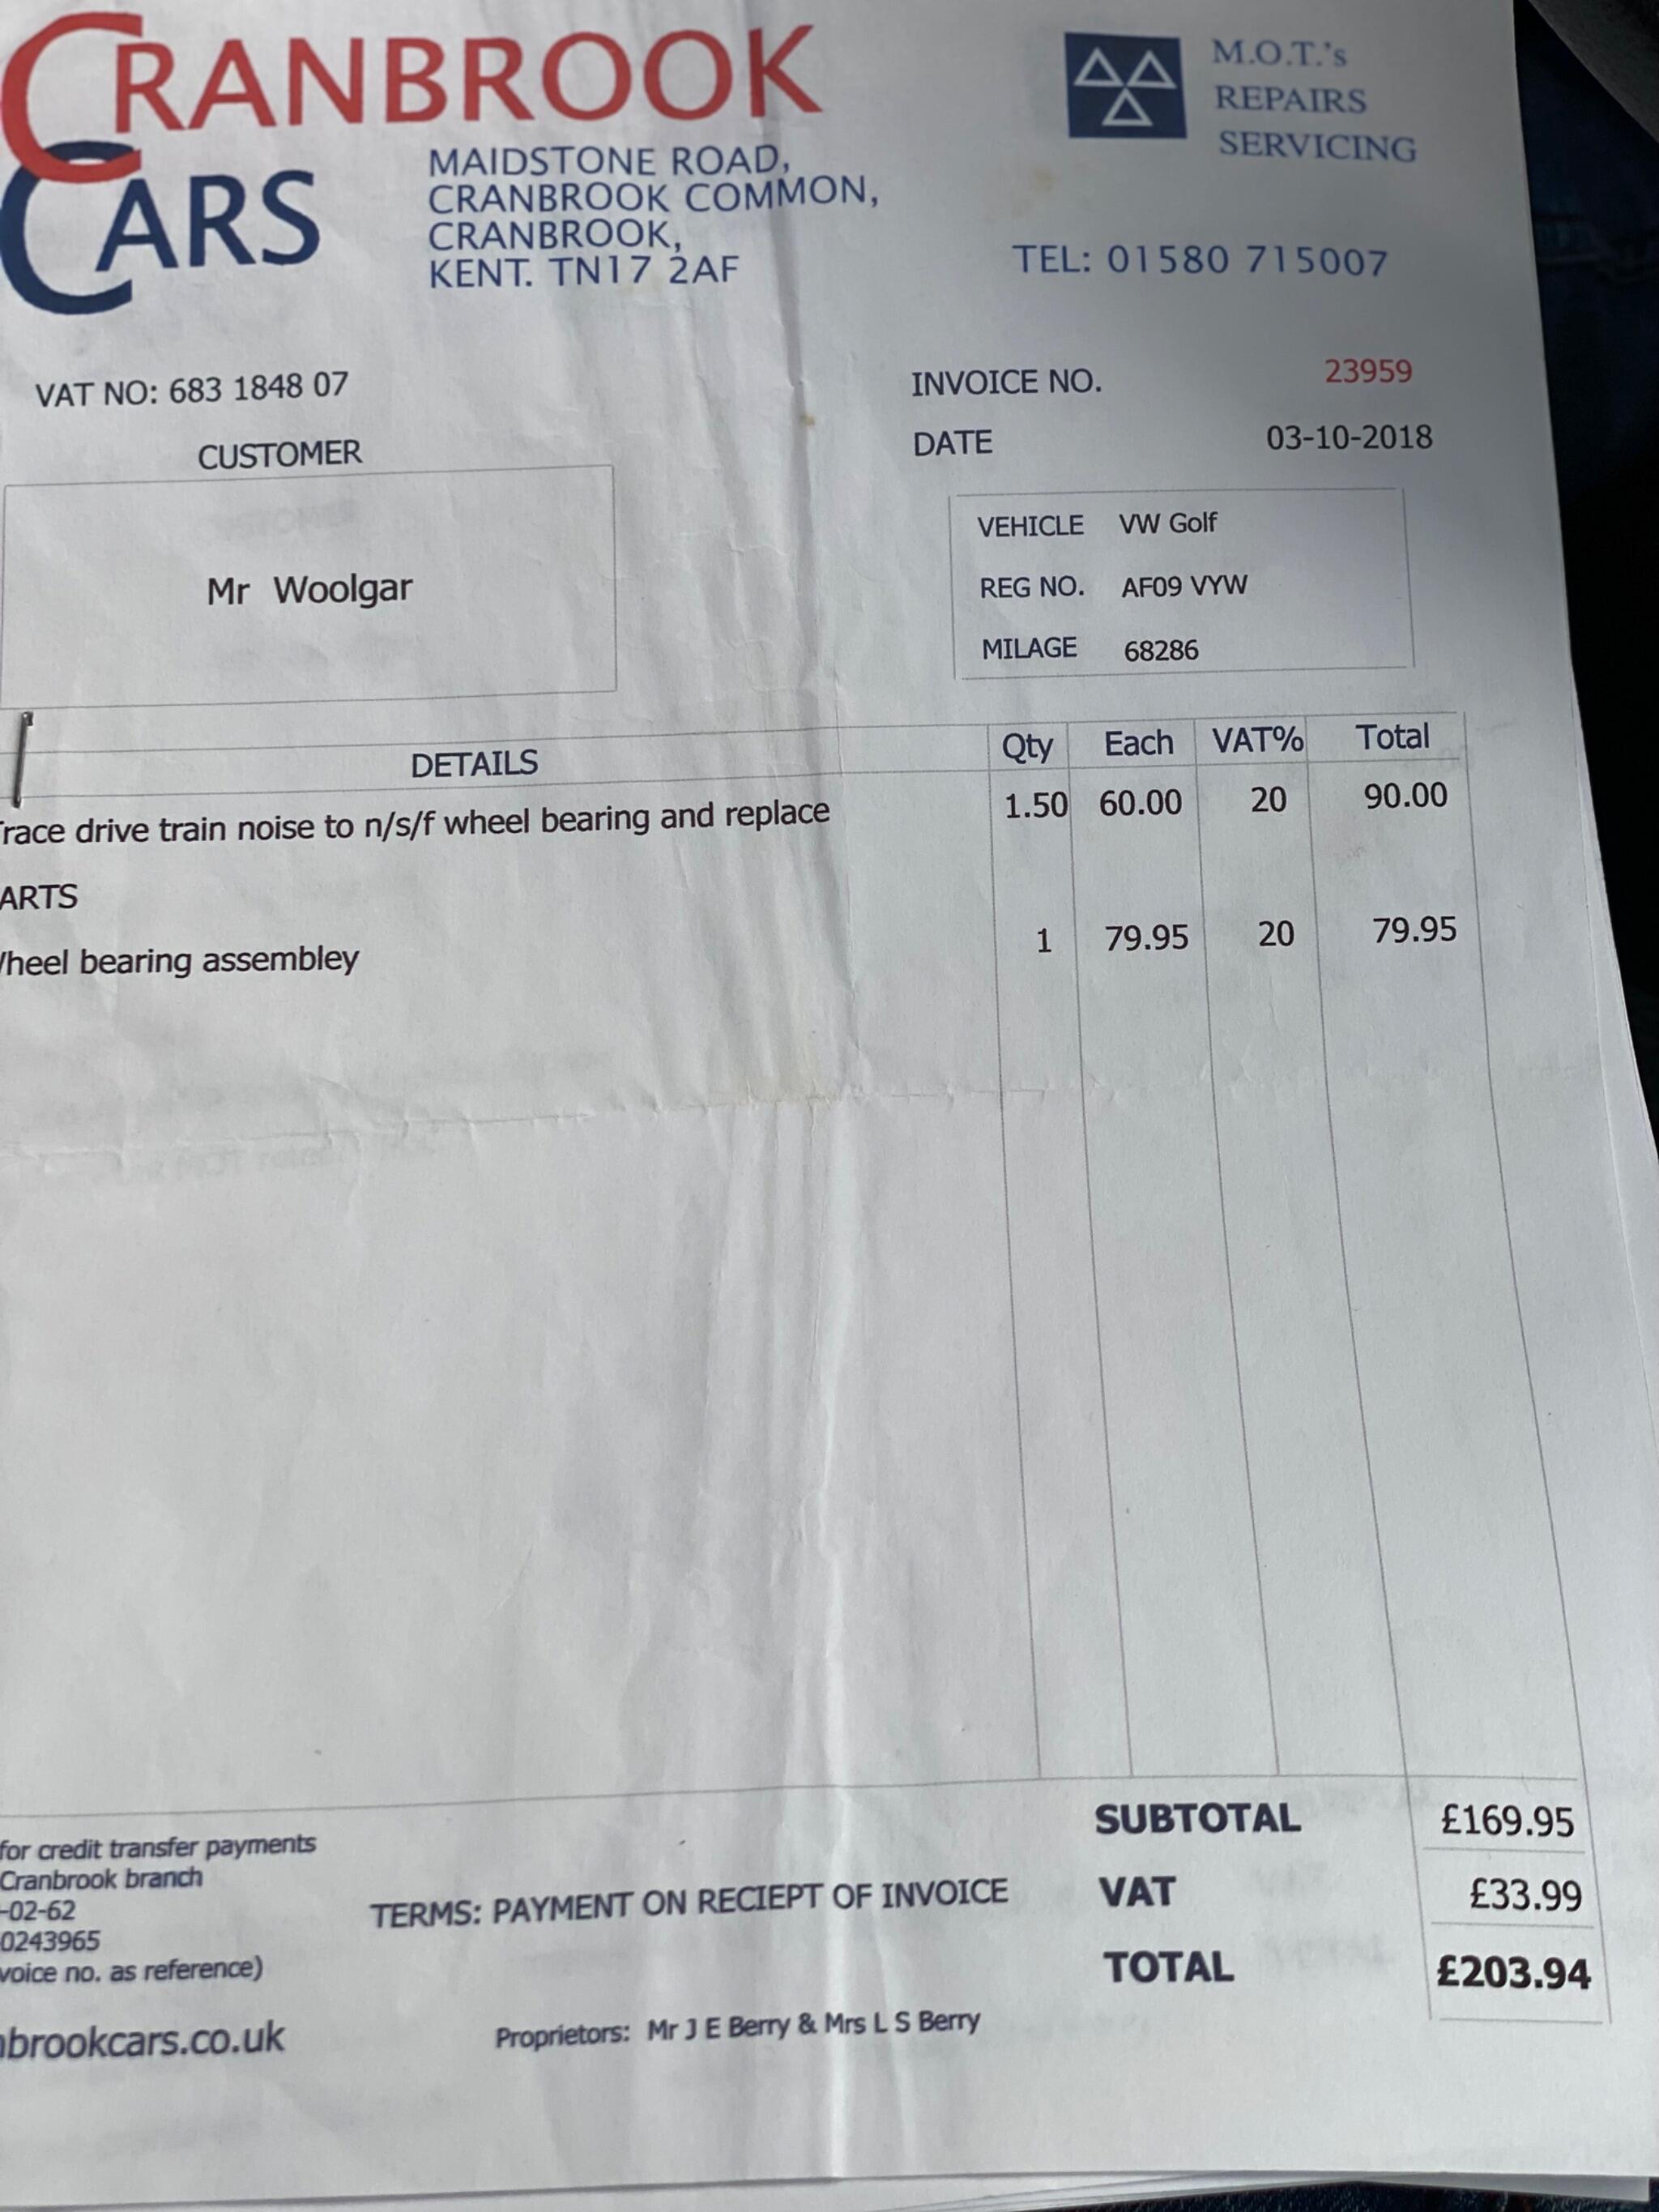 CRANBROOK
CARS
MAIDSTONE ROAD,
CRANBROOK COMMON,
CRANBROOK,
KENT. TN17 2AF
M.O.T.'s
REPAIRS
SERVICING
TEL: 01580 715007
VAT NO: 683 1848 07
INVOICE NO. 23959
DATE 03-10-2018
CUSTOMER
Mr Woolgar
VEHICLE VW Golf
REG NO. AF09 VYW
MILAGE 68286
DETAILS Qty Each VAT% Total
race drive train noise to n/s/f wheel bearing and replace 1.50 60.00 20 90.00
ARTS
heel bearing assembley 1 79.95 20 79.95
for credit transfer payments
Cranbrook branch
-02-62
0243965
voice no. as reference)
TERMS: PAYMENT ON RECIEPT OF INVOICE
SUBTOTAL £169.95
VAT £33.99
TOTAL £203.94
brookcars.co.uk
Proprietors: Mr J E Berry & Mrs L S Berry